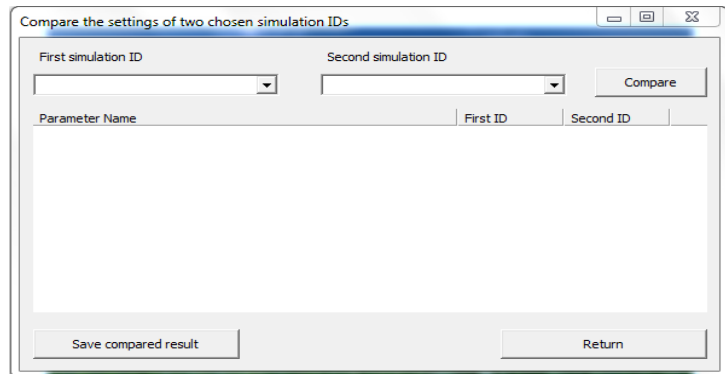 Compare the settings of two chosen simulation IDs
First simulation ID Second simulation ID
Compare
Parameter Name First ID Second ID
Save compared result Return